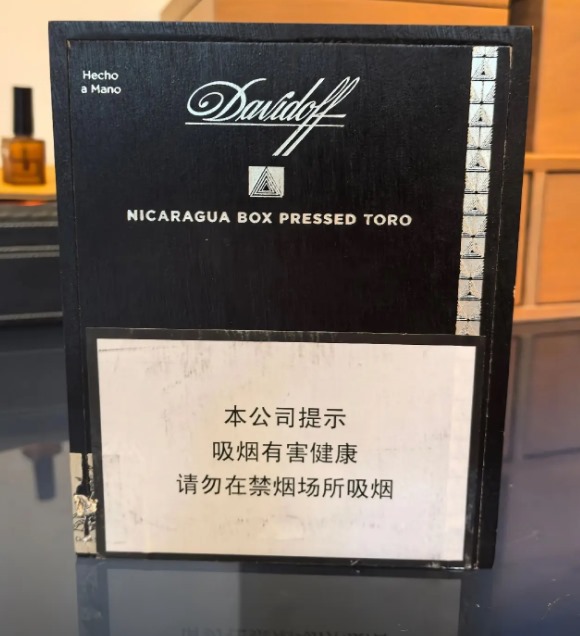 Hecho
a Mano
Davidoff
NICARAGUA BOX PRESSED TORO
本公司提示
吸烟有害健康
请勿在禁烟场所吸烟